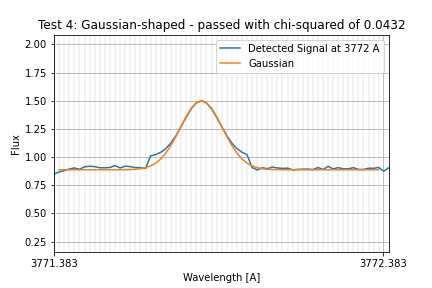 Test 4: Gaussian-shaped - passed with chi-squared of 0.0432
2.00
Detected Signal at 3772 A
Gaussian
1.75
1.50
1.25
Flux
1.00
0.75
0.50
0.25
3771.383
3772.383
Wavelength [A]